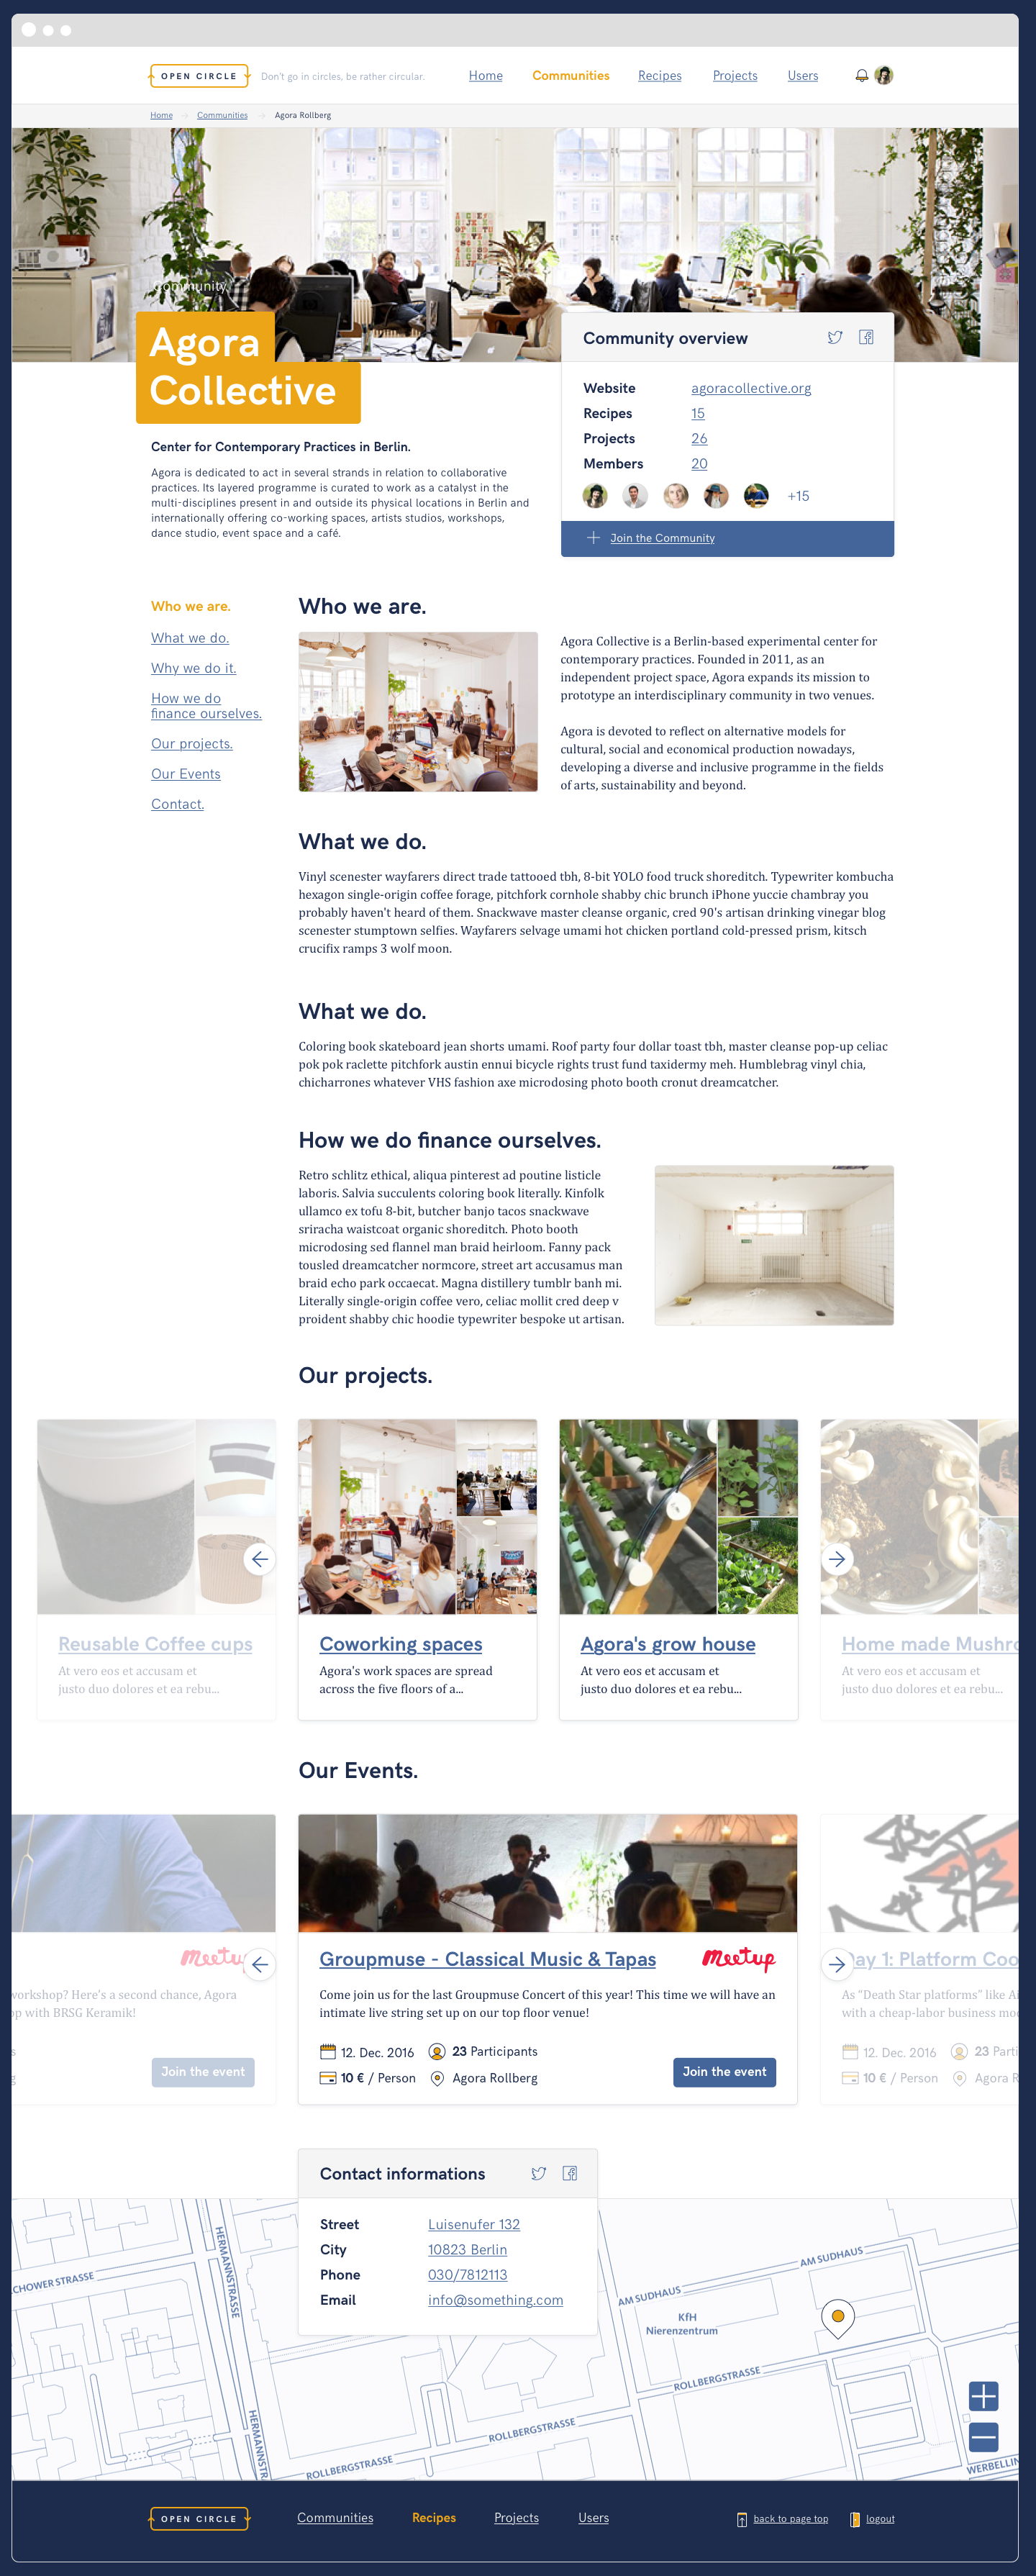 OPEN CIRCLE
Don't go in circles, be rather circular.
Home
Communities
Recipes
Projects
Users
Home
Communities
Agora Rollberg
Community
Agora
Collective
Center for Contemporary Practices in Berlin.
Agora is dedicated to act in several strands in relation to collaborative
practices. Its layered programme is curated to work as a catalyst in the
multi-disciplines present in and outside its physical locations in Berlin and
internationally offering co-working spaces, artists studios, workshops,
dance studio, event space and a café.
Community overview
Website agoracollective.org
Recipes 15
Projects 26
Members 20
+15
Join the Community
Who we are.
What we do.
Why we do it.
How we do
finance ourselves.
Our projects.
Our Events
Contact.
Who we are.
Agora Collective is a Berlin-based experimental center for
contemporary practices. Founded in 2011, as an
independent project space, Agora expands its mission to
prototype an interdisciplinary community in two venues.
Agora is devoted to reflect on alternative models for
cultural, social and economical production nowadays,
developing a diverse and inclusive programme in the fields
of arts, sustainability and beyond.
What we do.
Vinyl scenester wayfarers direct trade tattooed tbh, 8-bit YOLO food truck shoreditch. Typewriter kombucha
hexagon single-origin coffee forage, pitchfork cornhole shabby chic brunch iPhone yuccie chambray you
probably haven't heard of them. Snackwave master cleanse organic, cred 90's artisan drinking vinegar blog
scenester stumptown selfies. Wayfarers selvage umami hot chicken portland cold-pressed prism, kitsch
crucifix ramps 3 wolf moon.
What we do.
Coloring book skateboard jean shorts umami. Roof party four dollar toast tbh, master cleanse pop-up celiac
pok pok raclette pitchfork austin ennui bicycle rights trust fund taxidermy meh. Humblebrag vinyl chia,
chicharrones whatever VHS fashion axe microdosing photo booth cronut dreamcatcher.
How we do finance ourselves.
Retro schlitz ethical, aliqua pinterest ad poutine listicle
laboris. Salvia succulents coloring book literally. Kinfolk
ullamco ex tofu 8-bit, butcher banjo tacos snackwave
sriracha waistcoat organic shoreditch. Photo booth
microdosing sed flannel man braid heirloom. Fanny pack
tousled dreamcatcher normcore, street art accusamus man
braid echo park occaecat. Magna distillery tumblr banh mi.
Literally single-origin coffee vero, celiac mollit cred deep v
proident shabby chic hoodie typewriter bespoke ut artisan.
Our projects.
Reusable Coffee cups
At vero eos et accusam et
justo duo dolores et ea rebu...
Coworking spaces
Agora's work spaces are spread
across the five floors of a...
Agora's grow house
At vero eos et accusam et
justo duo dolores et ea rebu...
Home made Mushro
At vero eos et accusam et
justo duo dolores et ea rebu...
Our Events.
Meetup
workshop? Here's a second chance, Agora
op with BRSG Keramik!
Join the event
Groupmuse - Classical Music & Tapas
Meetup
Come join us for the last Groupmuse Concert of this year! This time we will have an
intimate live string set up on our top floor venue!
12. Dec. 2016 23 Participants
10 € / Person Agora Rollberg
Join the event
Day 1: Platform Coo
As "Death Star platforms" like Ai
with a cheap-labor business mo
12. Dec. 2016 23 Parti
10 € / Person Agora R
Contact informations
Street Luisenufer 132
City 10823 Berlin
Phone 030/7812113
Email info@something.com
CHOWER STRASSE
HERMANNSTRASSE
HERMANNSTR
AM SUDHAUS
AM SUDHAUS
KfH
Nierenzentrum
ROLLBERGSTRASSE
ROLLBERGSTRASSE
ROLLBERGSTRASSE
WERBELLIN
OPEN CIRCLE
Communities
Recipes
Projects
Users
back to page top
logout